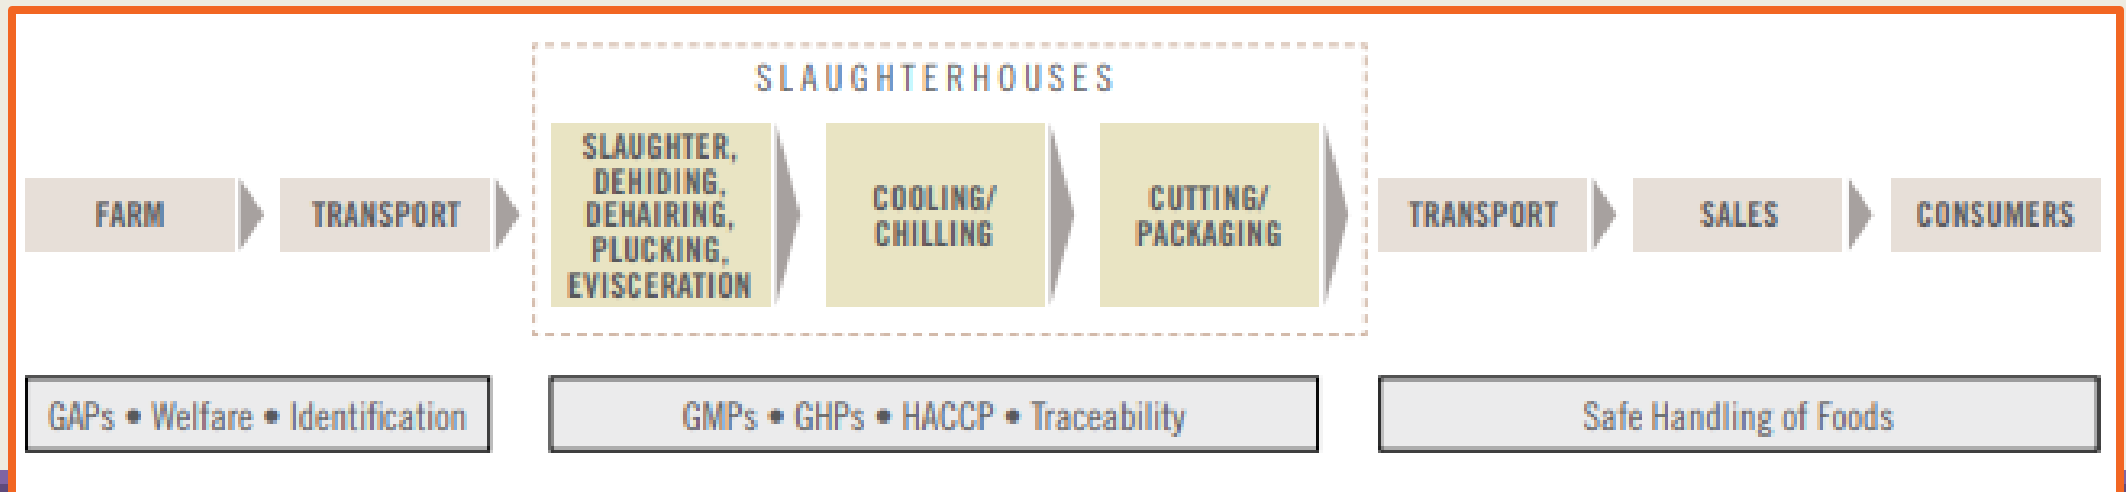 SLAUGHTERHOUSES
FARM
TRANSPORT
SLAUGHTER,
DEHIDING,
DEHAIRING,
PLUCKING,
EVISCERATION
COOLING/
CHILLING
CUTTING/
PACKAGING
TRANSPORT
SALES
CONSUMERS
GAPs • Welfare • Identification
GMPs • GHPs • HACCP • Traceability
Safe Handling of Foods